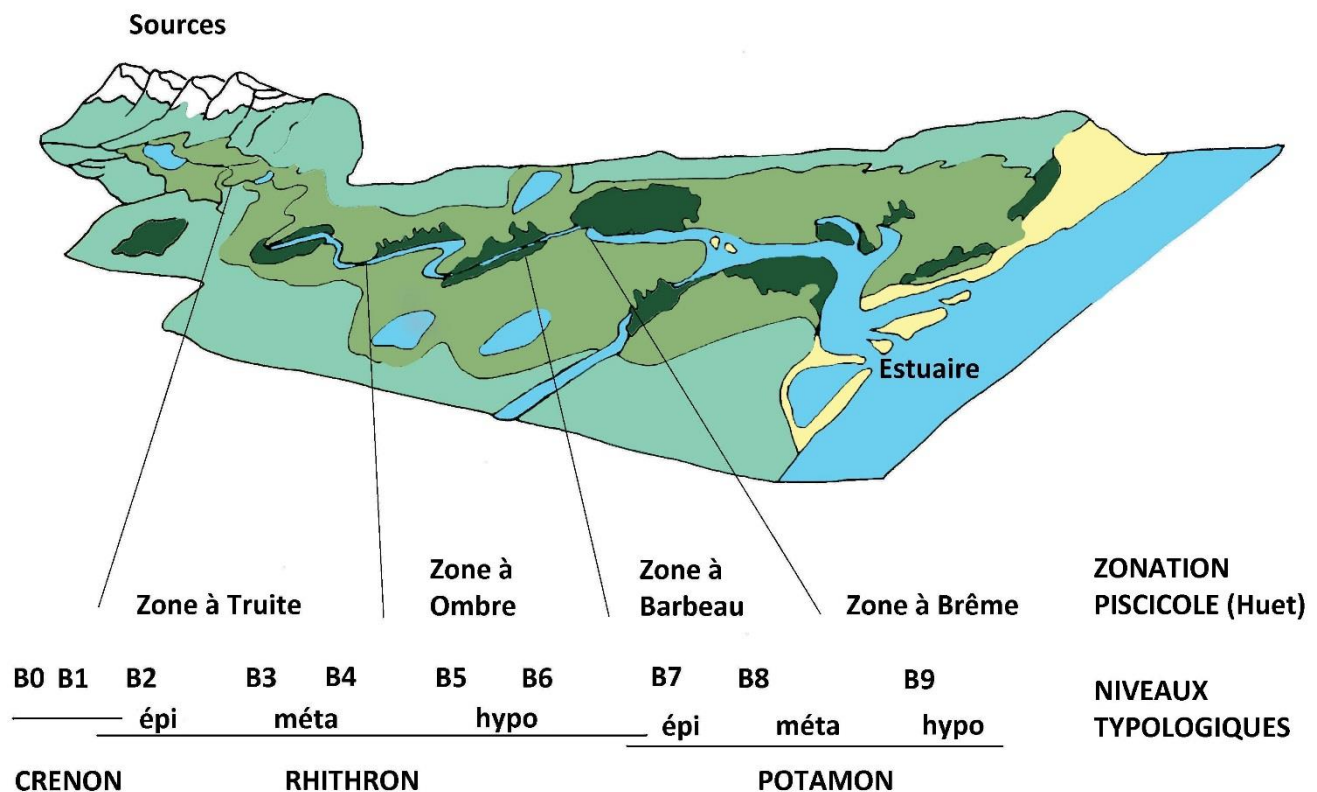 Sources
Estuaire
Zone à Truite
Zone à
Ombre
Zone à
Barbeau
Zone à Brême
ZONATION
PISCICOLE (Huet)
B0 B1 B2 B3 B4 B5 B6 B7 B8 B9
NIVEAUX
TYPOLOGIQUES
épi méta hypo épi méta hypo
CRENON RHITHRON POTAMON